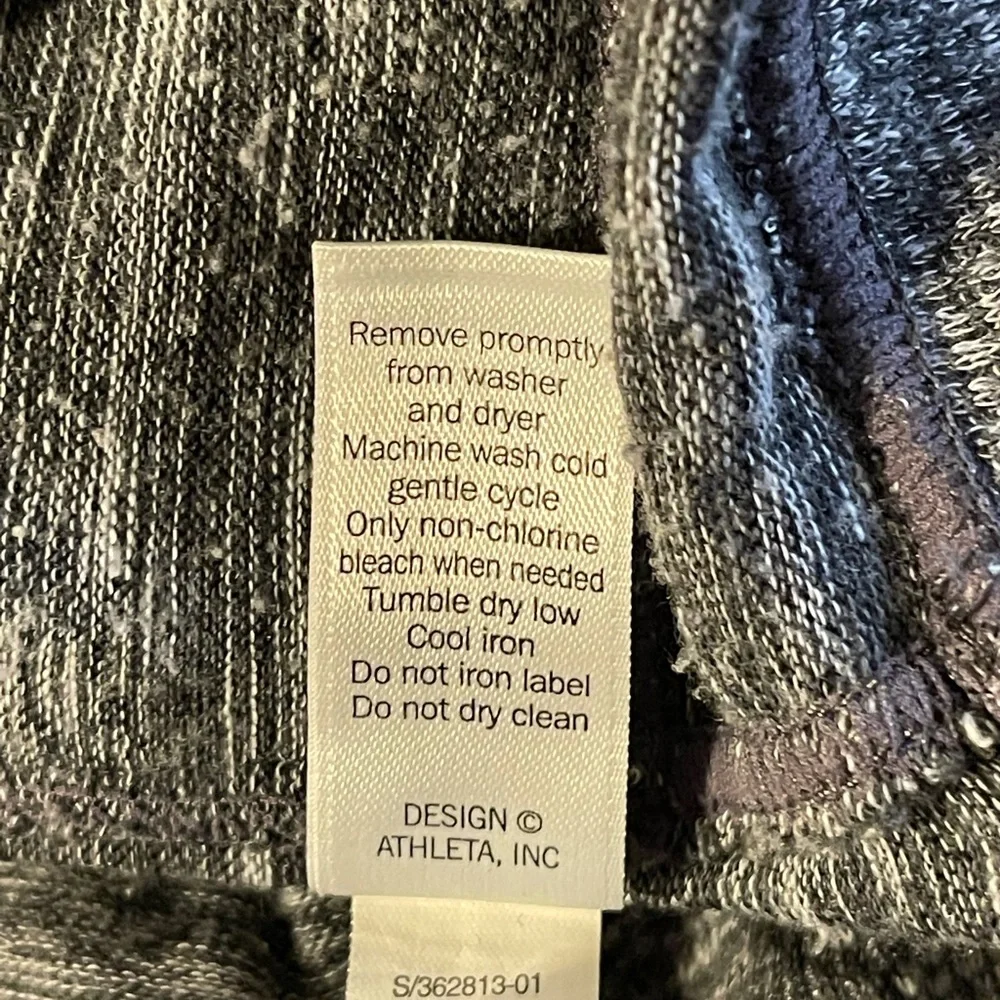 Remove promptly
from washer
and dryer
Machine wash cold
gentle cycle
Only non-chlorine
bleach when needed
Tumble dry low
Cool iron
Do not iron label
Do not dry clean
DESIGN ©
ATHLETA, INC
S/362813-01